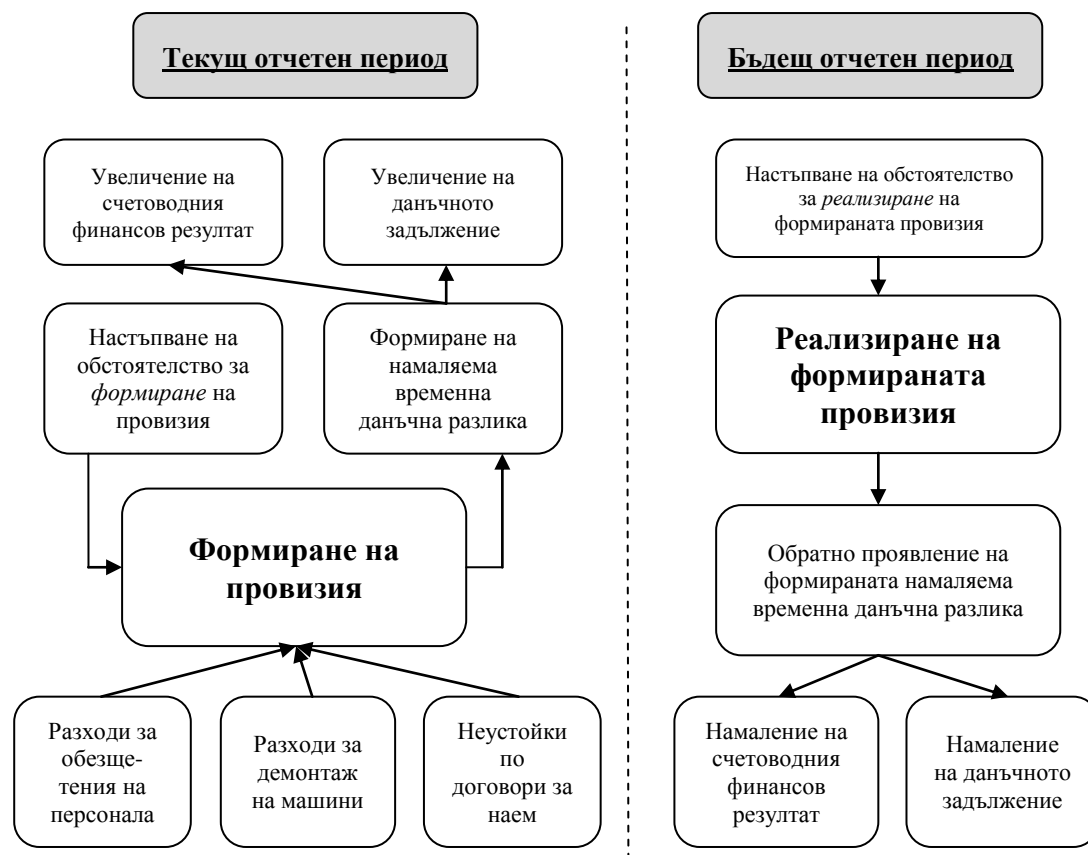 Текущ отчетен период
Бъдещ отчетен период
Увеличение на
счетоводния
финансов резултат
Увеличение на
данъчното
задължение
Настъпване на обстоятелство
за реализиране на
формираната провизия
Настъпване на
обстоятелство за
формиране на
провизия
Формиране на
намаляема
временна
данъчна разлика
Реализиране на
формираната
провизия
Формиране на
провизия
Обратно проявление на
формираната намаляема
временна данъчна разлика
Разходи за
обезще-
тения на
персонала
Разходи за
демонтаж
на машини
Неустойки
по
договори за
наем
Намаление на
счетоводния
финансов
резултат
Намаление
на данъчното
задължение